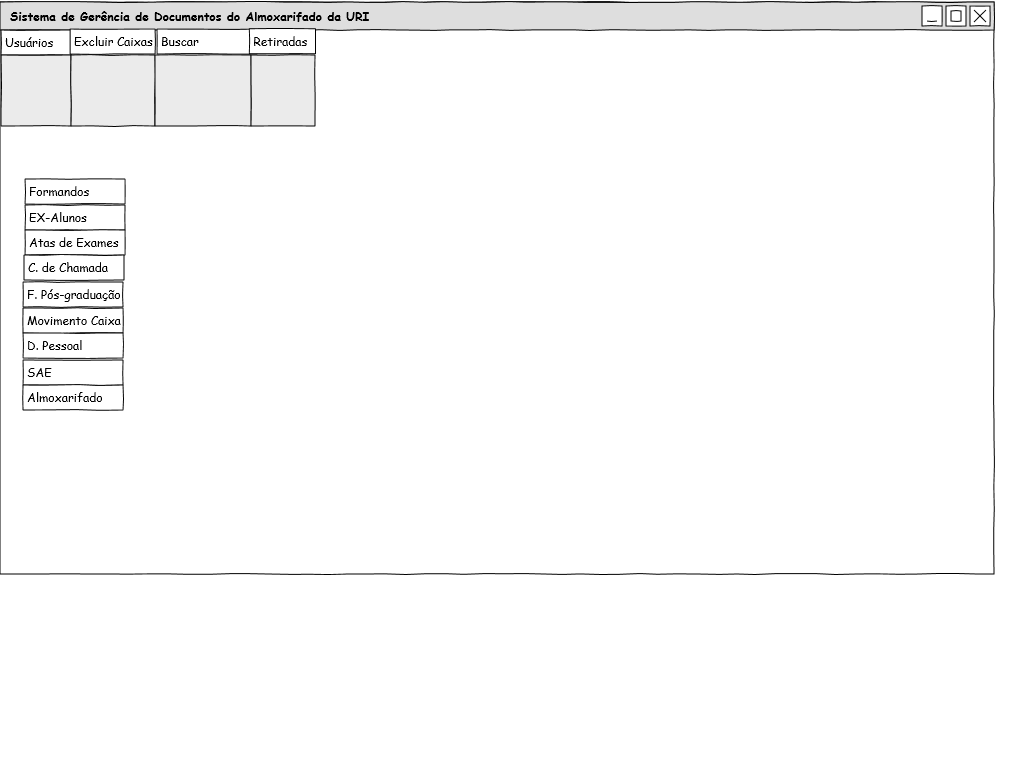 Sistema de Gerência de Documentos do Almoxarifado da URI
Usuários Excluir Caixas Buscar Retiradas
Formandos
EX-Alunos
Atas de Exames
C. de Chamada
F. Pós-graduação
Movimento Caixa
D. Pessoal
SAE
Almoxarifado